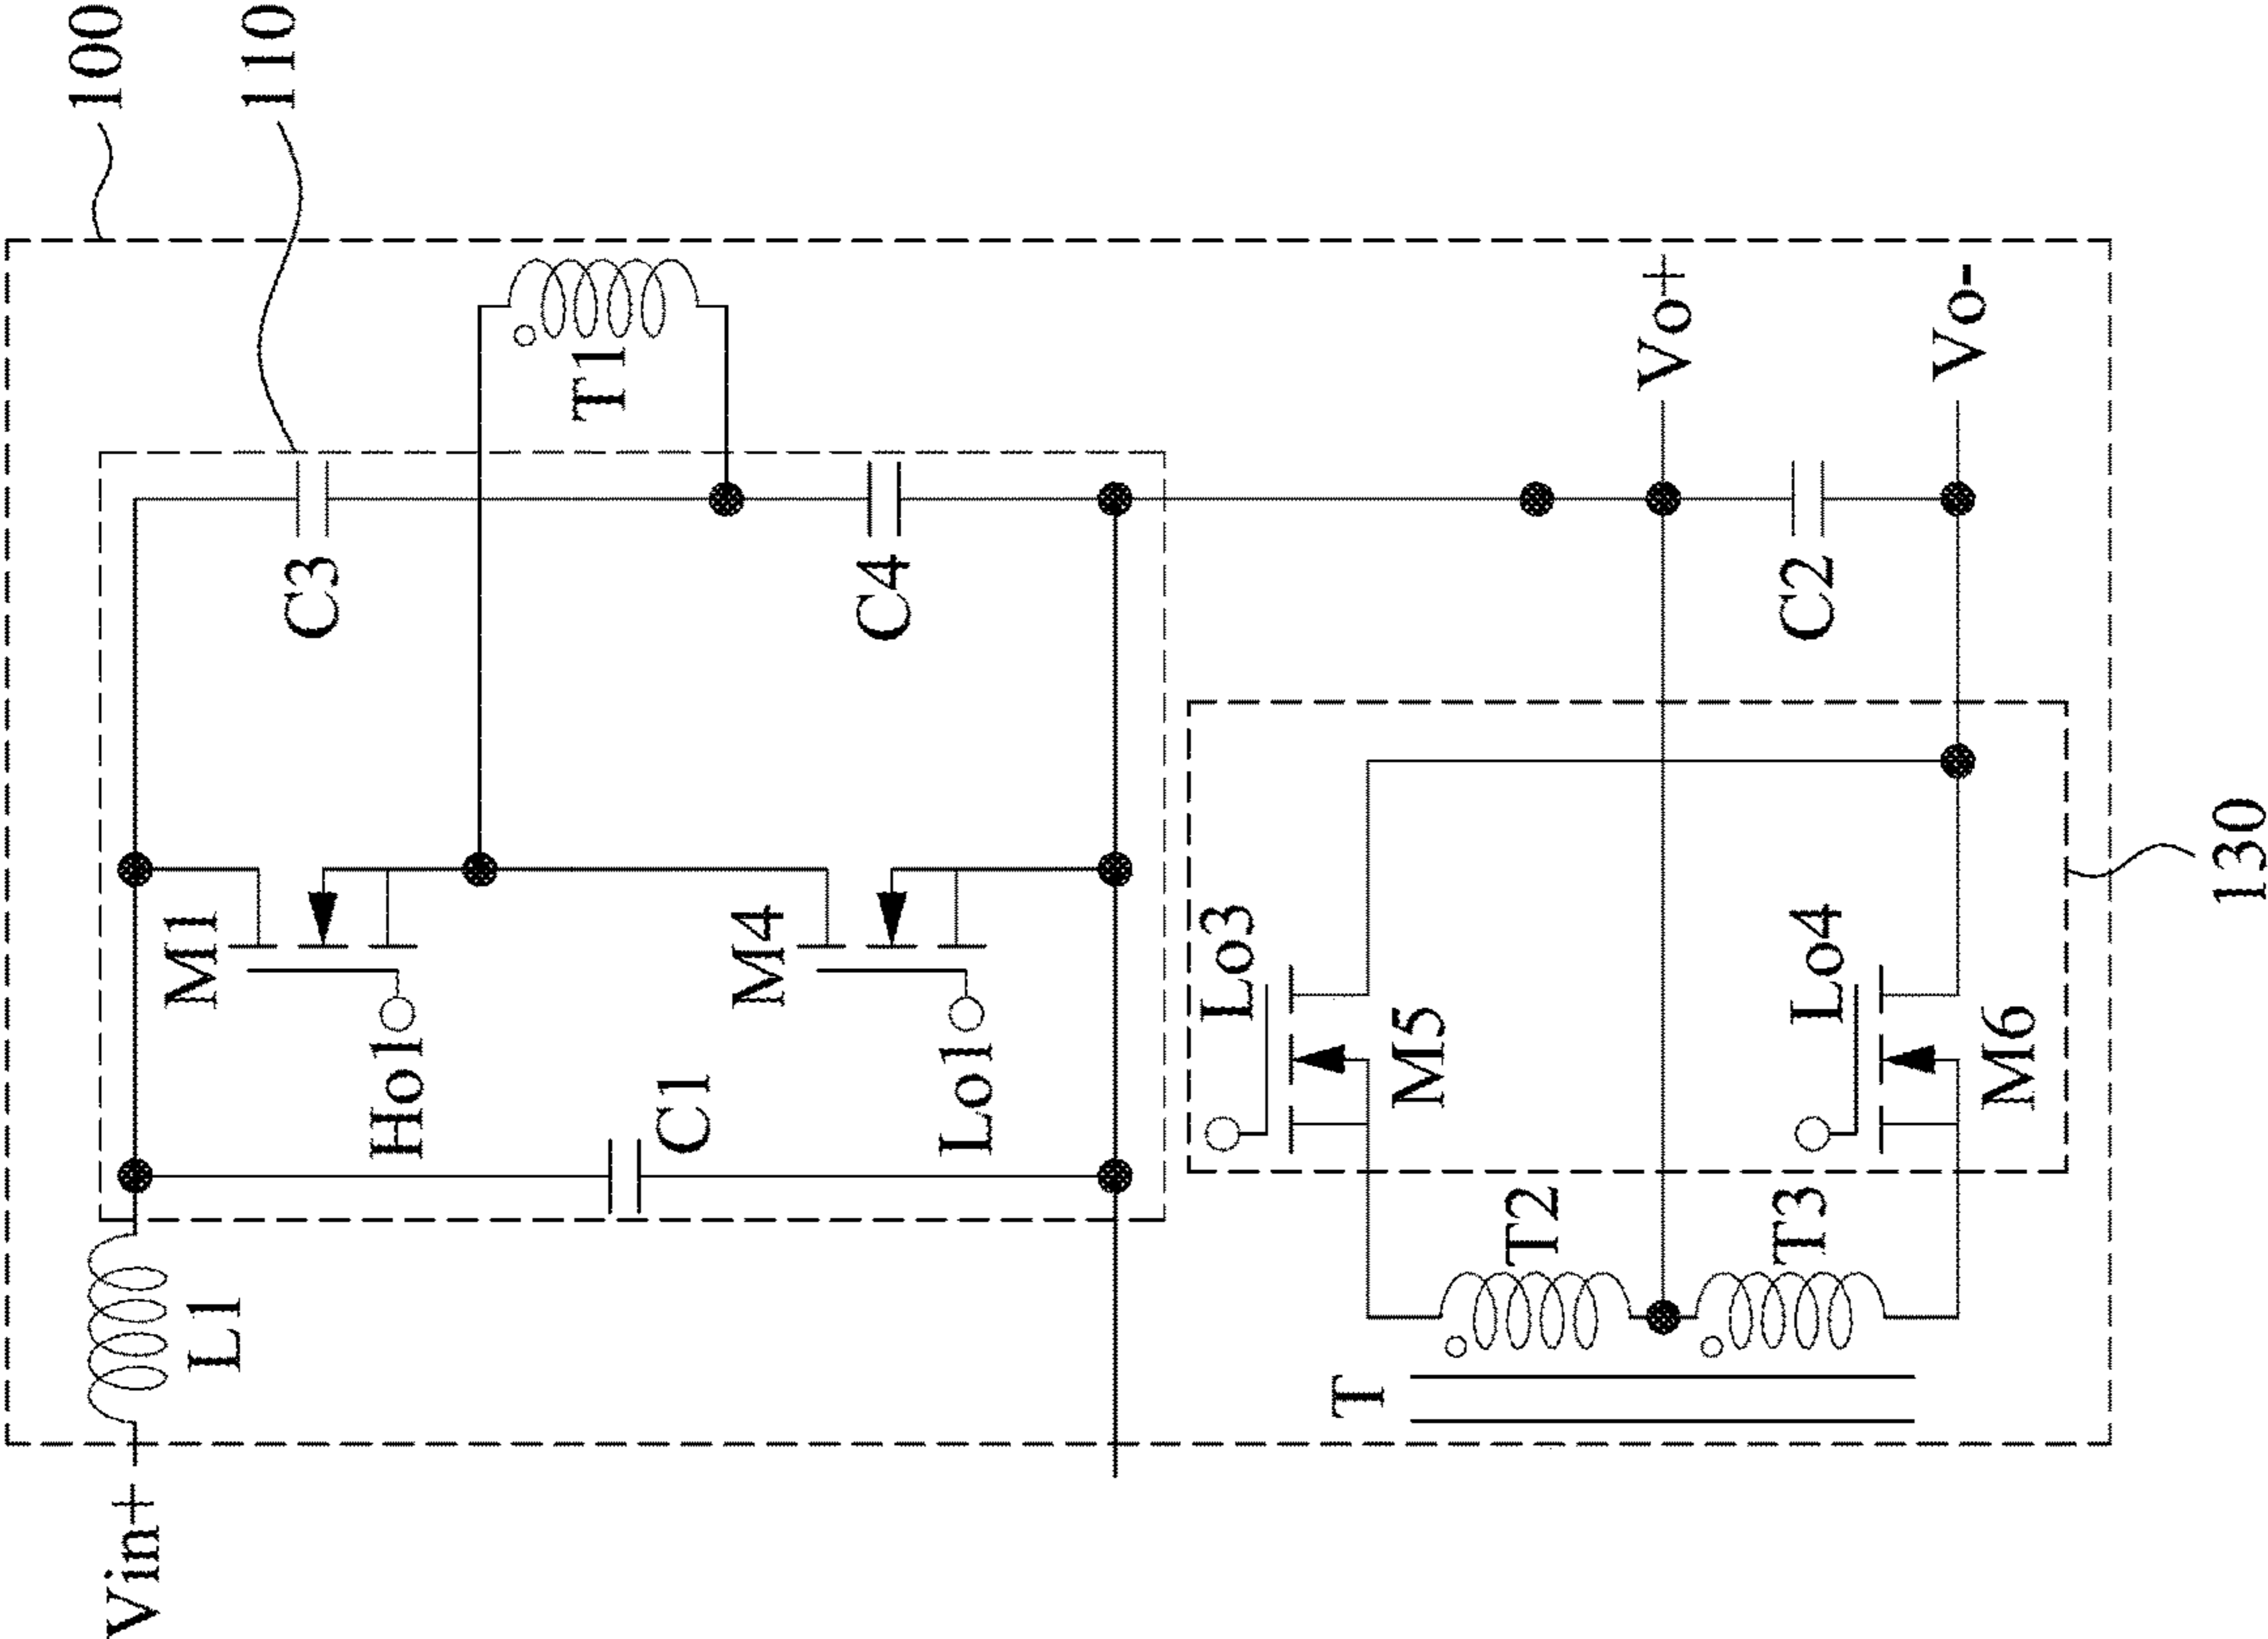 100
110
T1
Vo+
Vo-
C3
C4
C2
M1
M4
Ho1
Lo1
C1
Lo3
Lo4
M5
M6
130
L1
T2
T3
T
Vin+